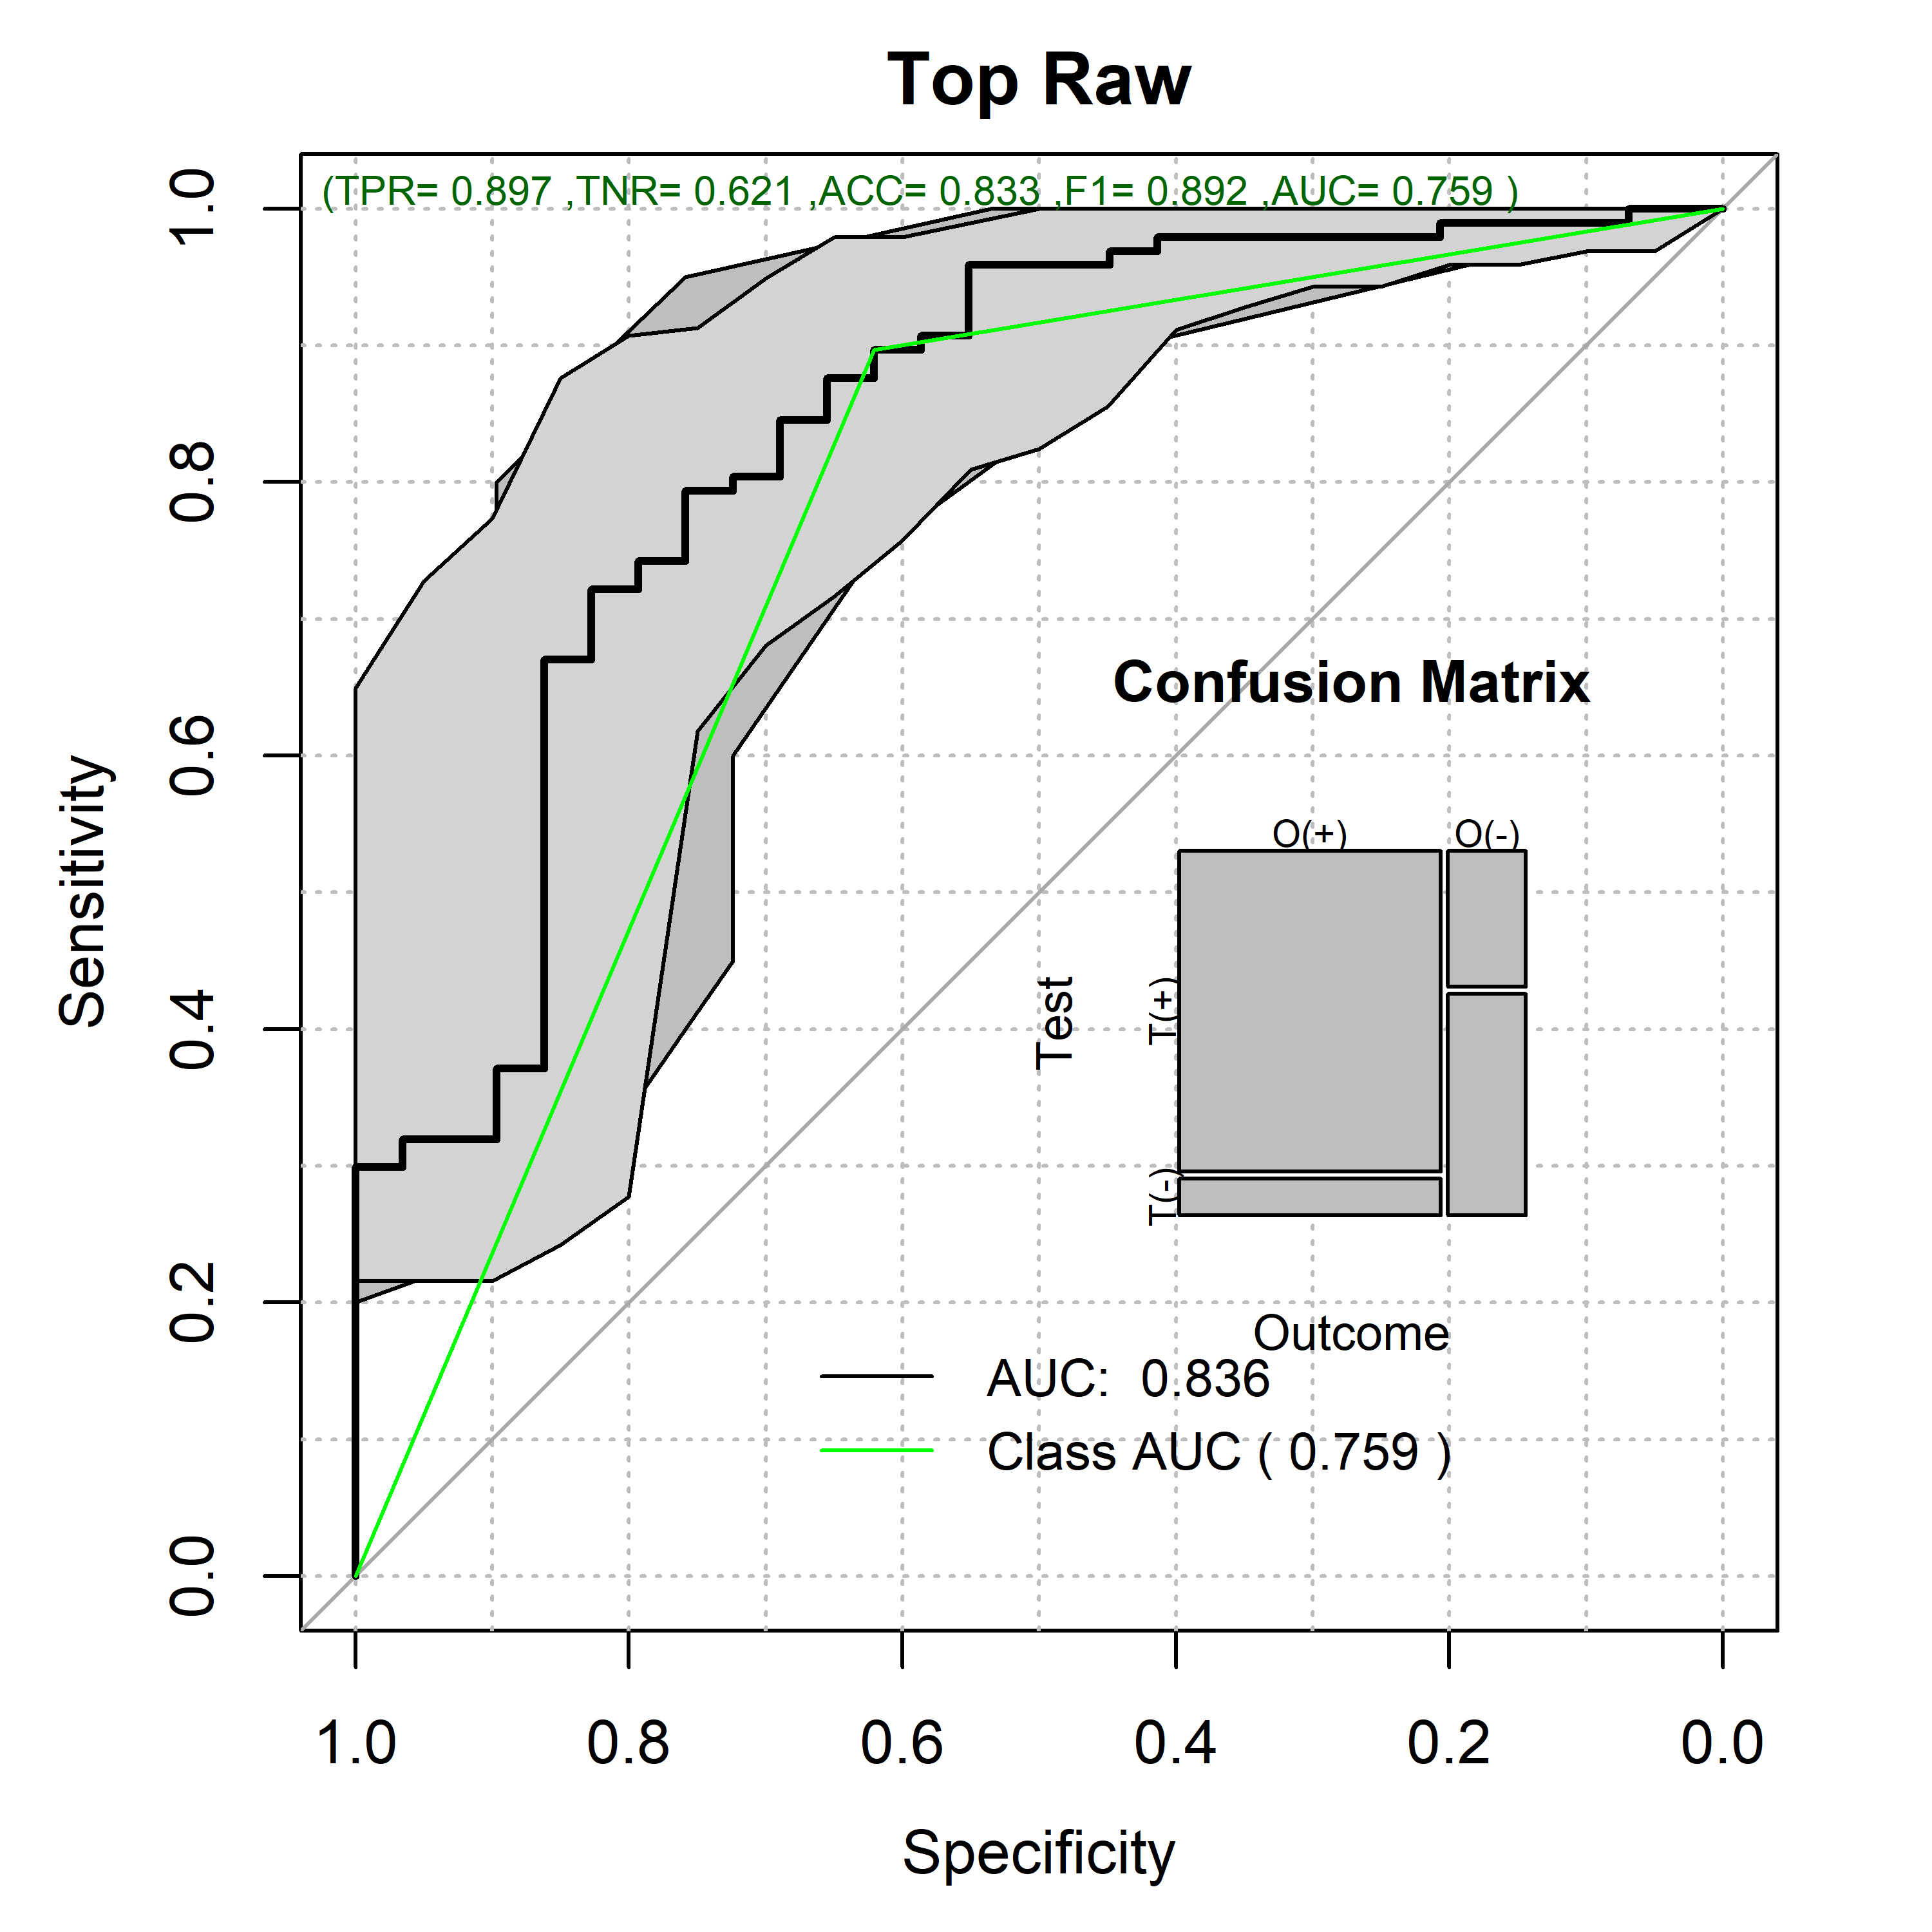 Top Raw
(TPR= 0.897 ,TNR= 0.621 ,ACC= 0.833 ,F1= 0.892 ,AUC= 0.759 )
Sensitivity
1.0
0.8
0.6
0.4
0.2
0.0
Confusion Matrix
O(+) O(-)
Test
T(+)
T(-)
Outcome
AUC: 0.836
Class AUC ( 0.759 )
1.0 0.8 0.6 0.4 0.2 0.0
Specificity